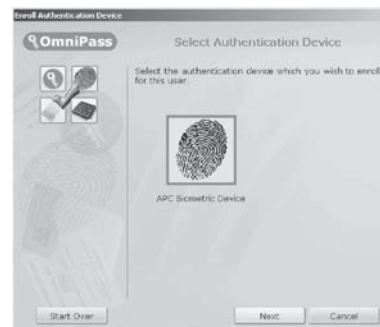 Enroll Authentication Device
OmniPass
Select Authentication Device
Select the authentication device which you wish to enroll
for this user.
APC Biometric Device
Start Over
Next
Cancel